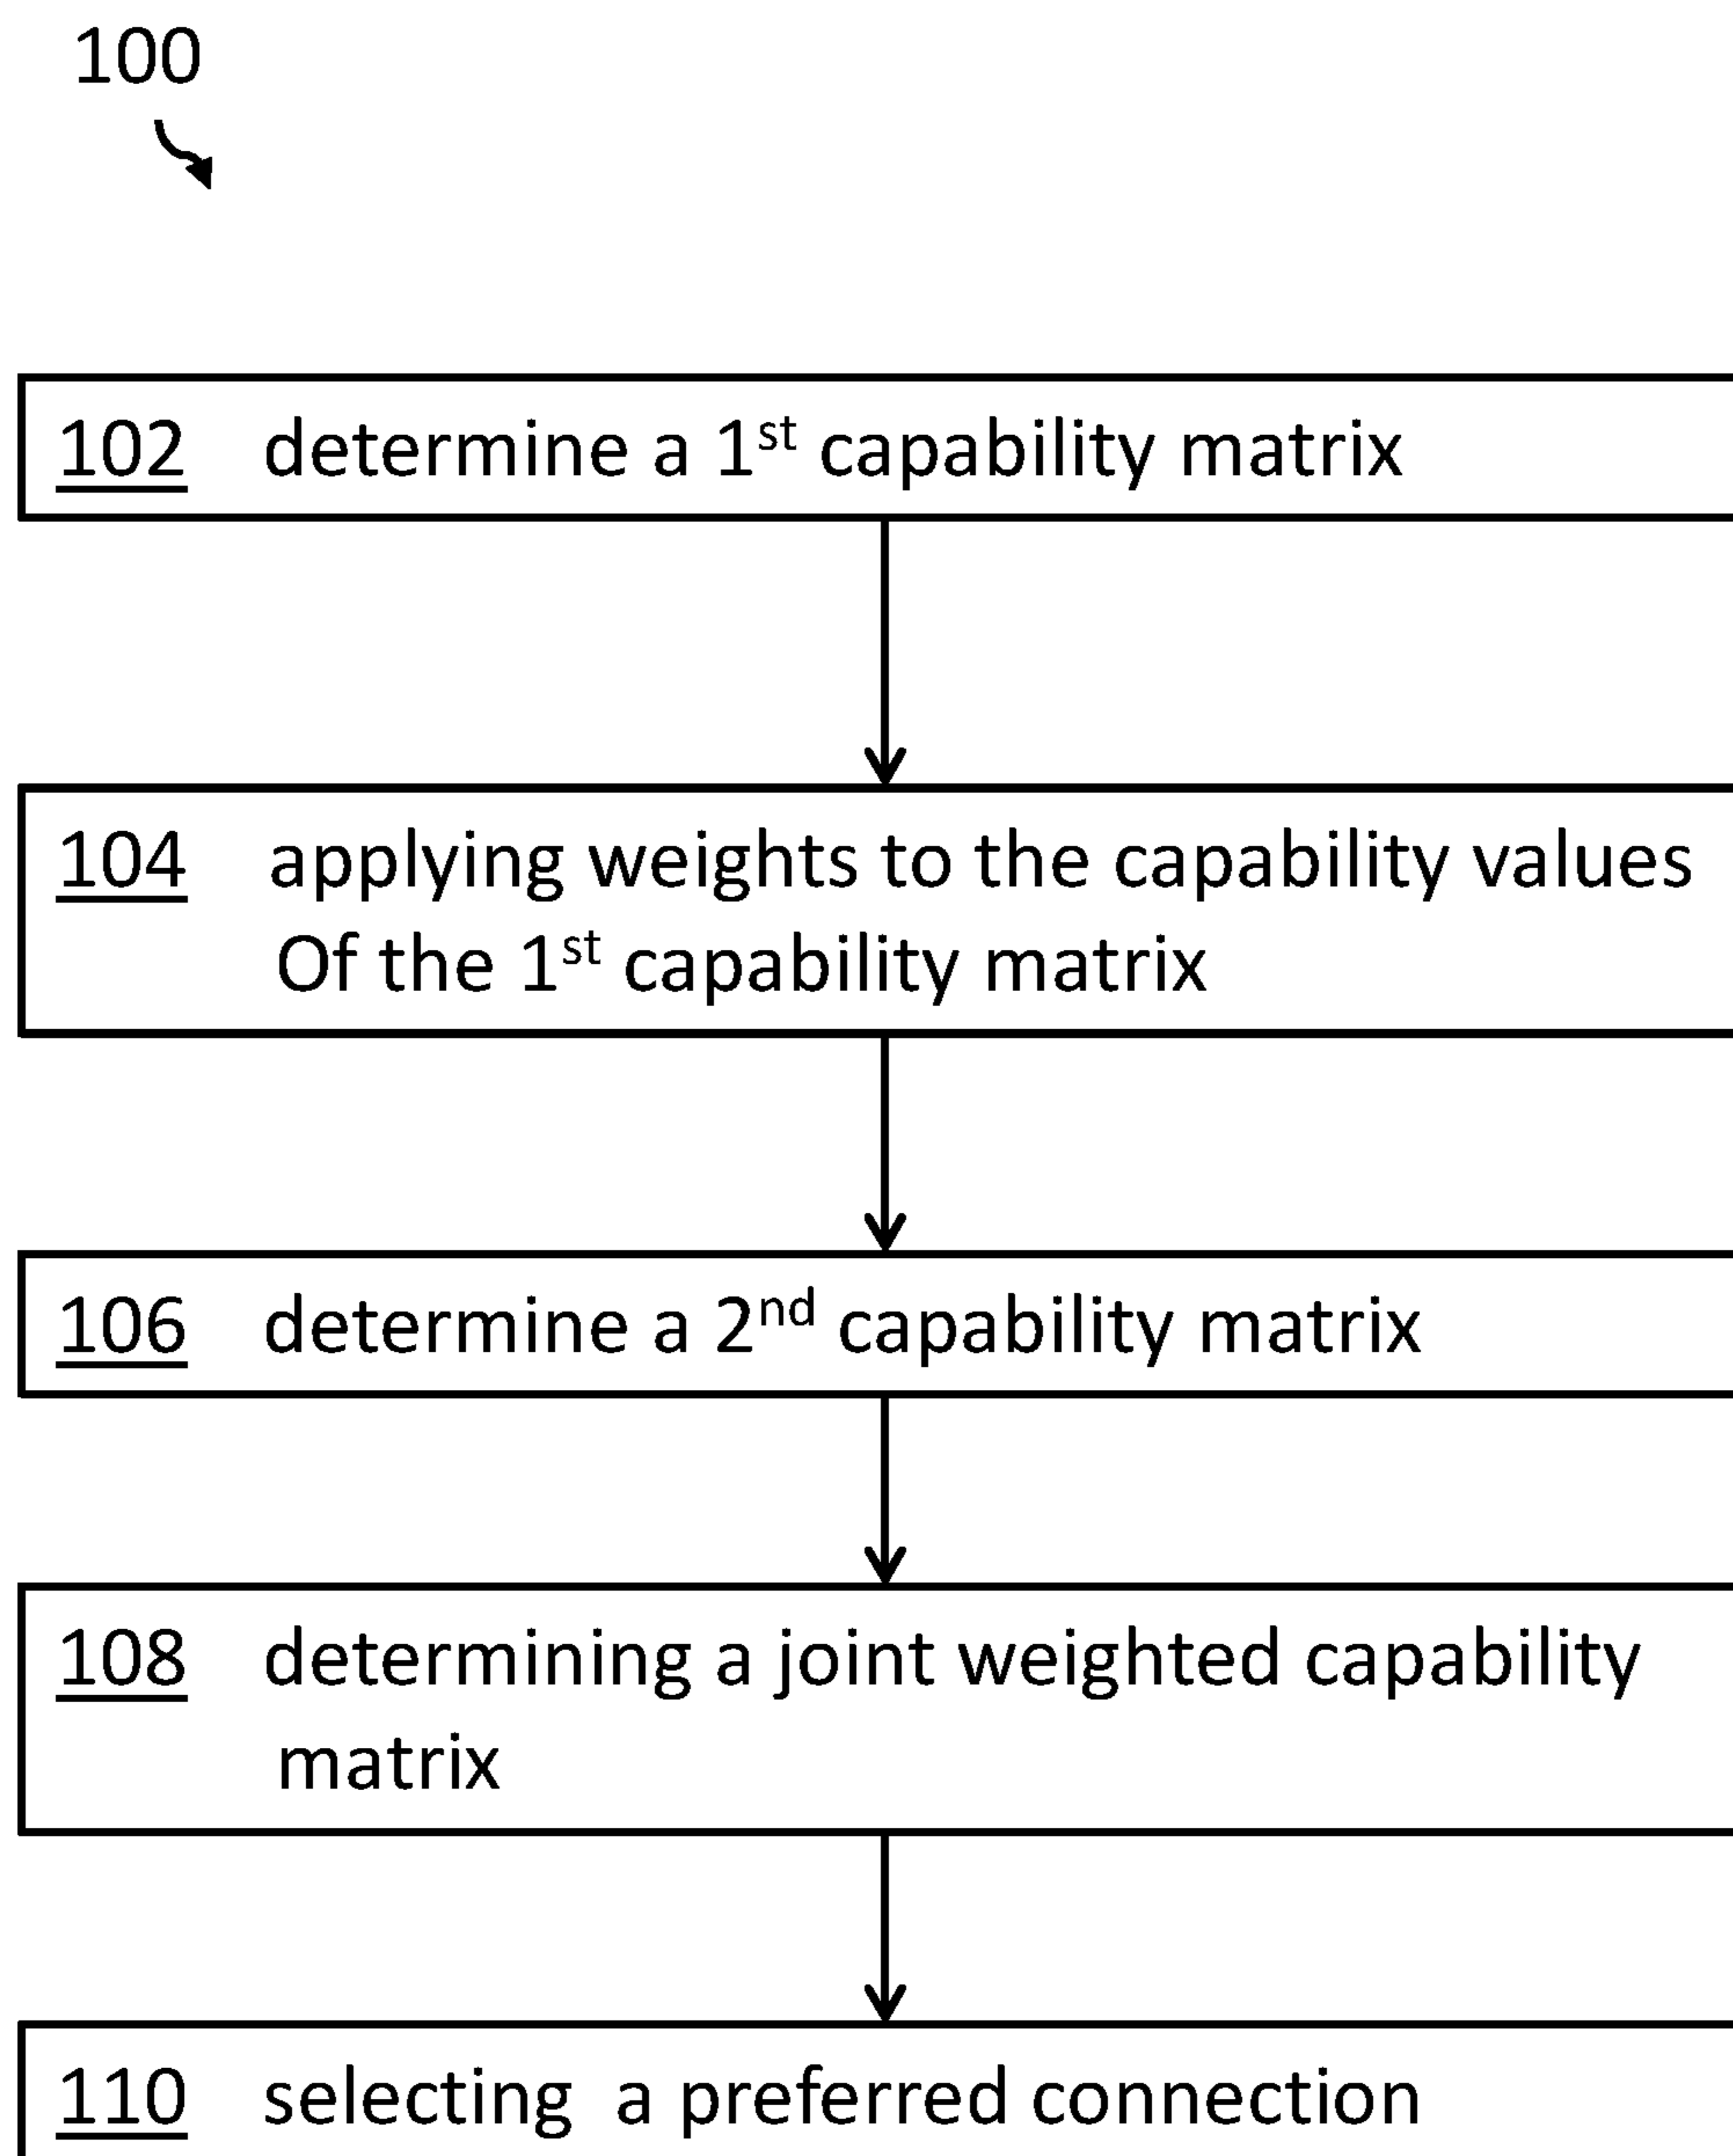 100
102 determine a 1st capability matrix
104 applying weights to the capability values
Of the 1st capability matrix
106 determine a 2nd capability matrix
108 determining a joint weighted capability
matrix
110 selecting a preferred connection